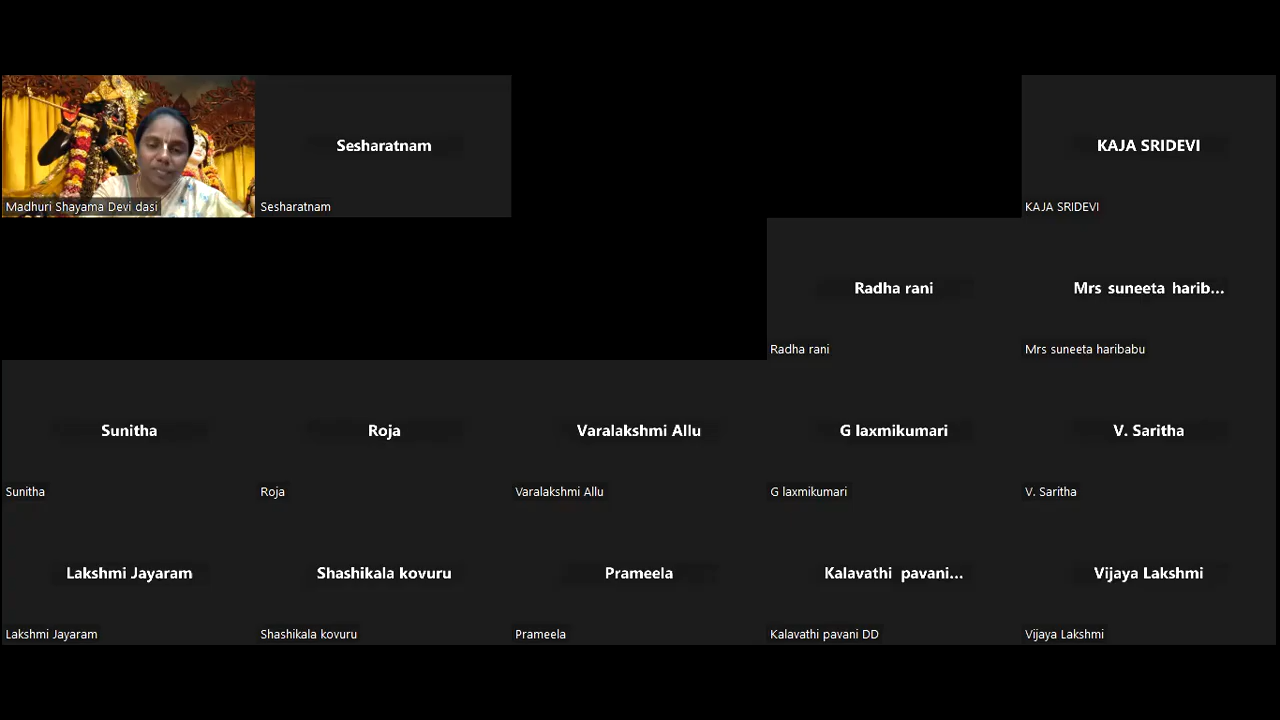 Madhuri Shayama Devi dasi
Sesharatnam
Sesharatnam
KAJA SRIDEVI
KAJA SRIDEVI
Radha rani
Radha rani
Mrs suneeta harib...
Mrs suneeta haribabu
Sunitha
Sunitha
Roja
Roja
Varalakshmi Allu
Varalakshmi Allu
G laxmikumari
G laxmikumari
V. Saritha
V. Saritha
Lakshmi Jayaram
Lakshmi Jayaram
Shashikala kovuru
Shashikala kovuru
Prameela
Prameela
Kalavathi pavani...
Kalavathi pavani DD
Vijaya Lakshmi
Vijaya Lakshmi